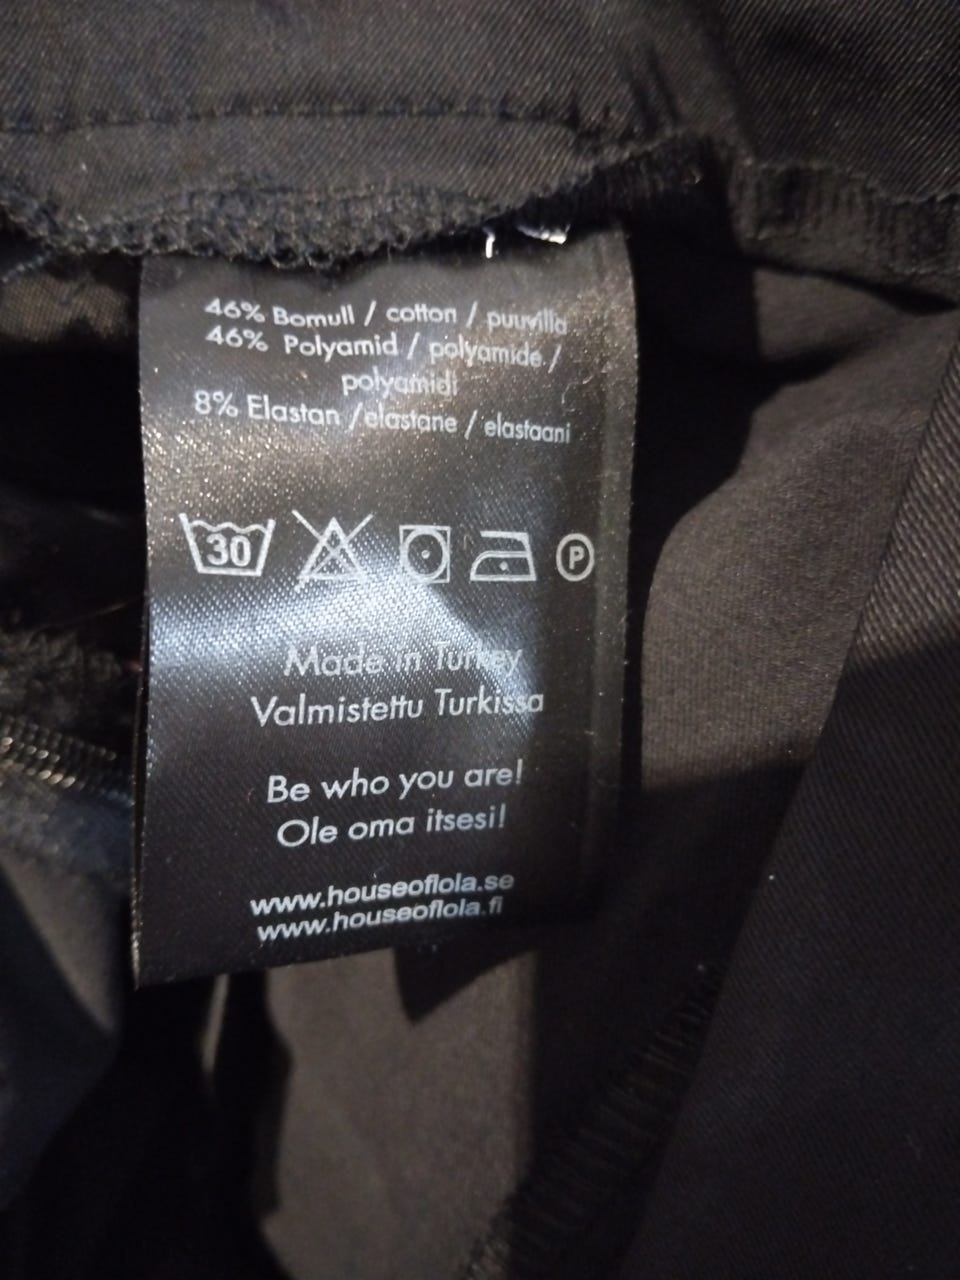 46% Bomull / cotton / puuvilla
46% Polyamid / polyamide /
polyamidi
8% Elastan /elastane / elastaani
30
P
Made in Turkey
Valmistettu Turkissa
Be who you are!
Ole oma itsesi!
www.houseoflola.se
www.houseoflola.fi